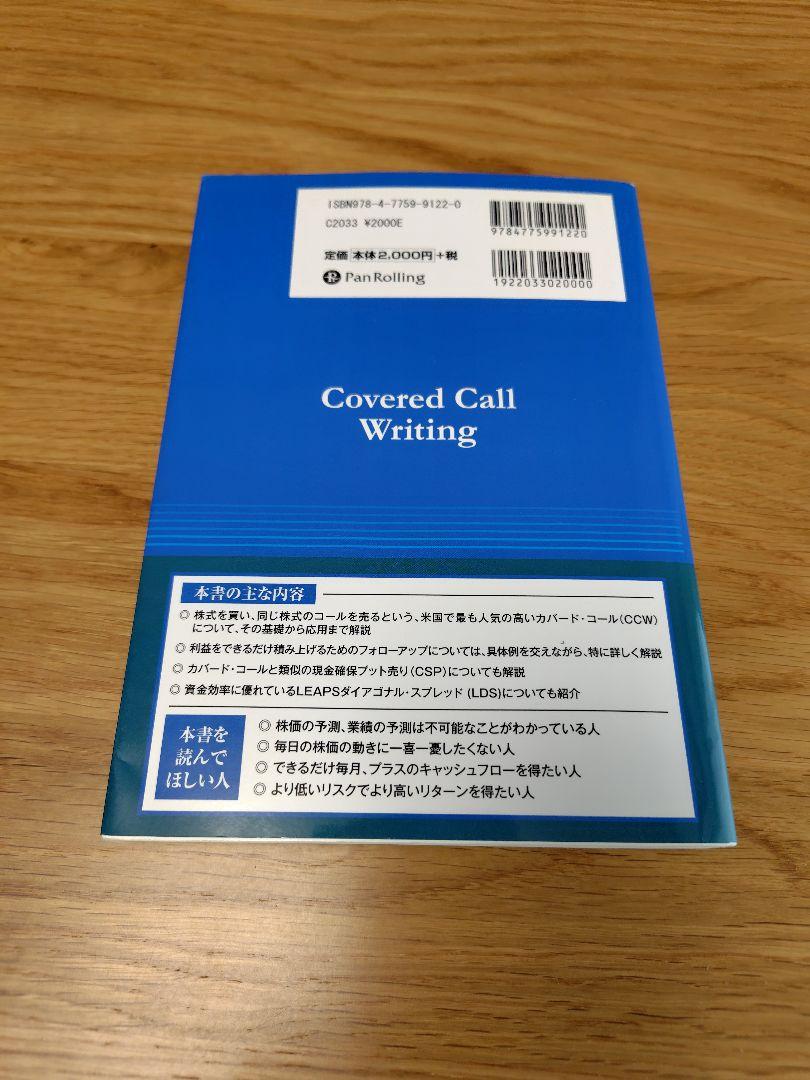 ISBN978-4-7759-9122-0
C2033 ¥2000E
定価 本体2,000円+税
PanRolling
9784775991220
1922033020000
Covered Call
Writing
本書の主な内容
◎ 株式を買い、同じ株式のコールを売るという、米国で最も人気の高いカバード・コール(CCW)
について、その基礎から応用まで解説
◎ 利益をできるだけ積み上げるためのフォローアップについては、具体例を交えながら、特に詳しく解説
◎ カバード・コールと類似の現金確保プット売り(CSP)についても解説
◎ 資金効率に優れているLEAPSダイアゴナル・スプレッド (LDS)についても紹介
本書を
読んで
ほしい人
◎ 株価の予測、業績の予測は不可能なことがわかっている人
◎ 毎日の株価の動きに一喜一憂したくない人
◎ できるだけ毎月、プラスのキャッシュフローを得たい人
◎ より低いリスクでより高いリターンを得たい人